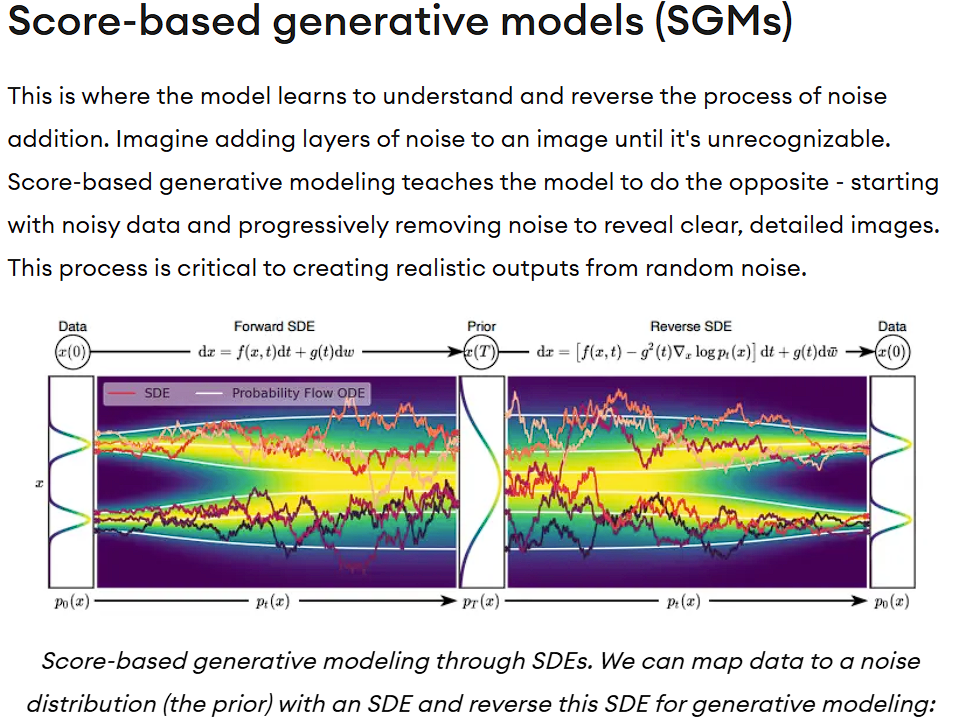 Score-based generative models (SGMs)
This is where the model learns to understand and reverse the process of noise
addition. Imagine adding layers of noise to an image until it's unrecognizable.
Score-based generative modeling teaches the model to do the opposite - starting
with noisy data and progressively removing noise to reveal clear, detailed images.
This process is critical to creating realistic outputs from random noise.
Data Forward SDE Prior Reverse SDE Data
x(0) dx = f(x,t)dt + g(t)dw x(T) dx = [f(x,t) − g²(t)∇ₓ log pₜ(x)] dt + g(t)dw̄ x(0)
SDE Probability Flow ODE
x
p₀(x) pₜ(x) p_T(x) pₜ(x) p₀(x)
Score-based generative modeling through SDEs. We can map data to a noise
distribution (the prior) with an SDE and reverse this SDE for generative modeling: